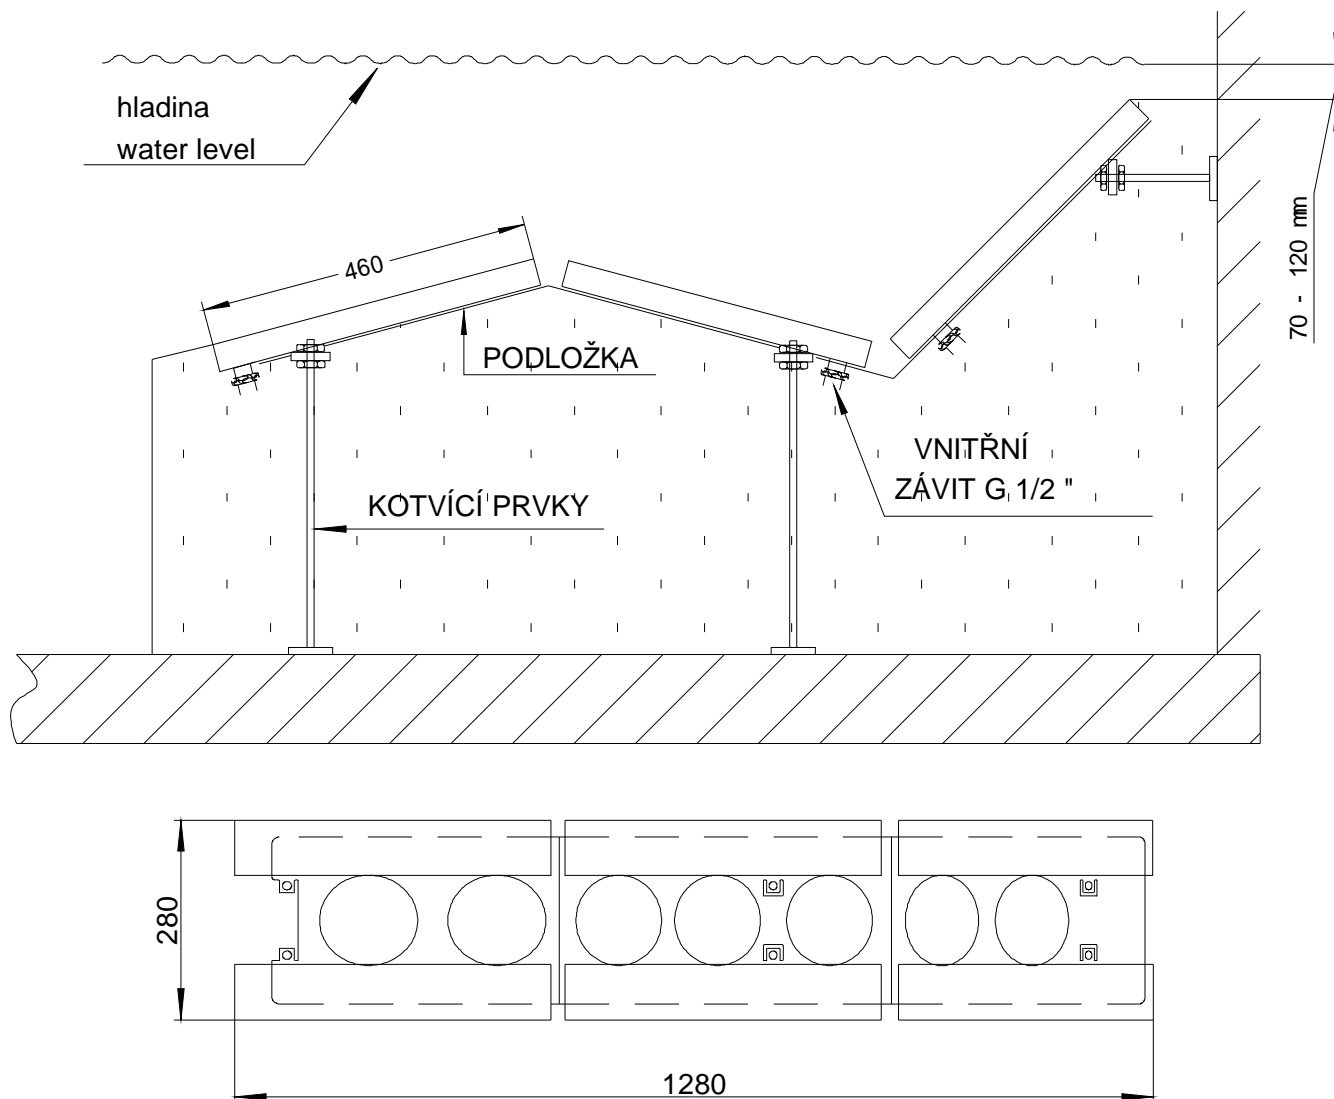 hladina
water level
460
PODLOŽKA
70 - 120 mm
VNITŘNÍ
ZÁVIT G 1/2 "
KOTVÍCÍ PRVKY
280
1280